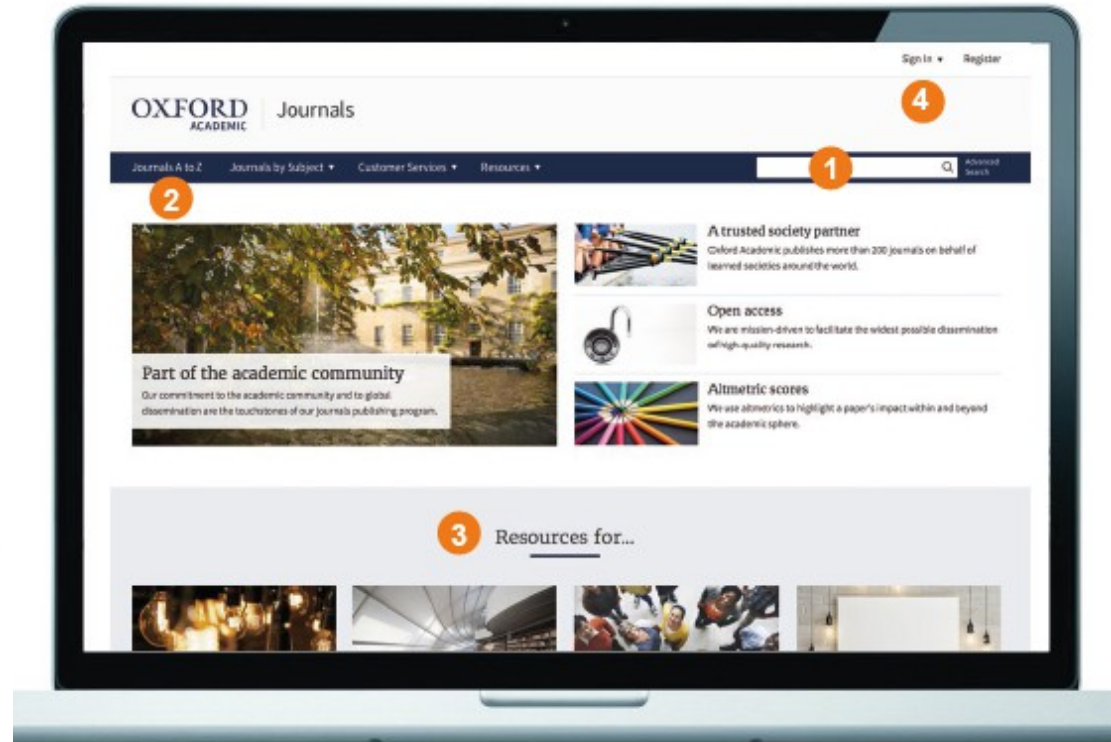 Sign In ▾ Register
4
OXFORD
ACADEMIC
Journals
Journals A to Z Journals by Subject ▾ Customer Services ▾ Resources ▾
1
Advanced
Search
2
A trusted society partner
Oxford Academic publishes more than 200 journals on behalf of
learned societies around the world.
Open access
We are mission-driven to facilitate the widest possible dissemination
of high-quality research.
Part of the academic community
Our commitment to the academic community and to global
dissemination are the touchstones of our journals publishing program.
Altmetric scores
We use altmetrics to highlight a paper's impact within and beyond
the academic sphere.
3
Resources for...